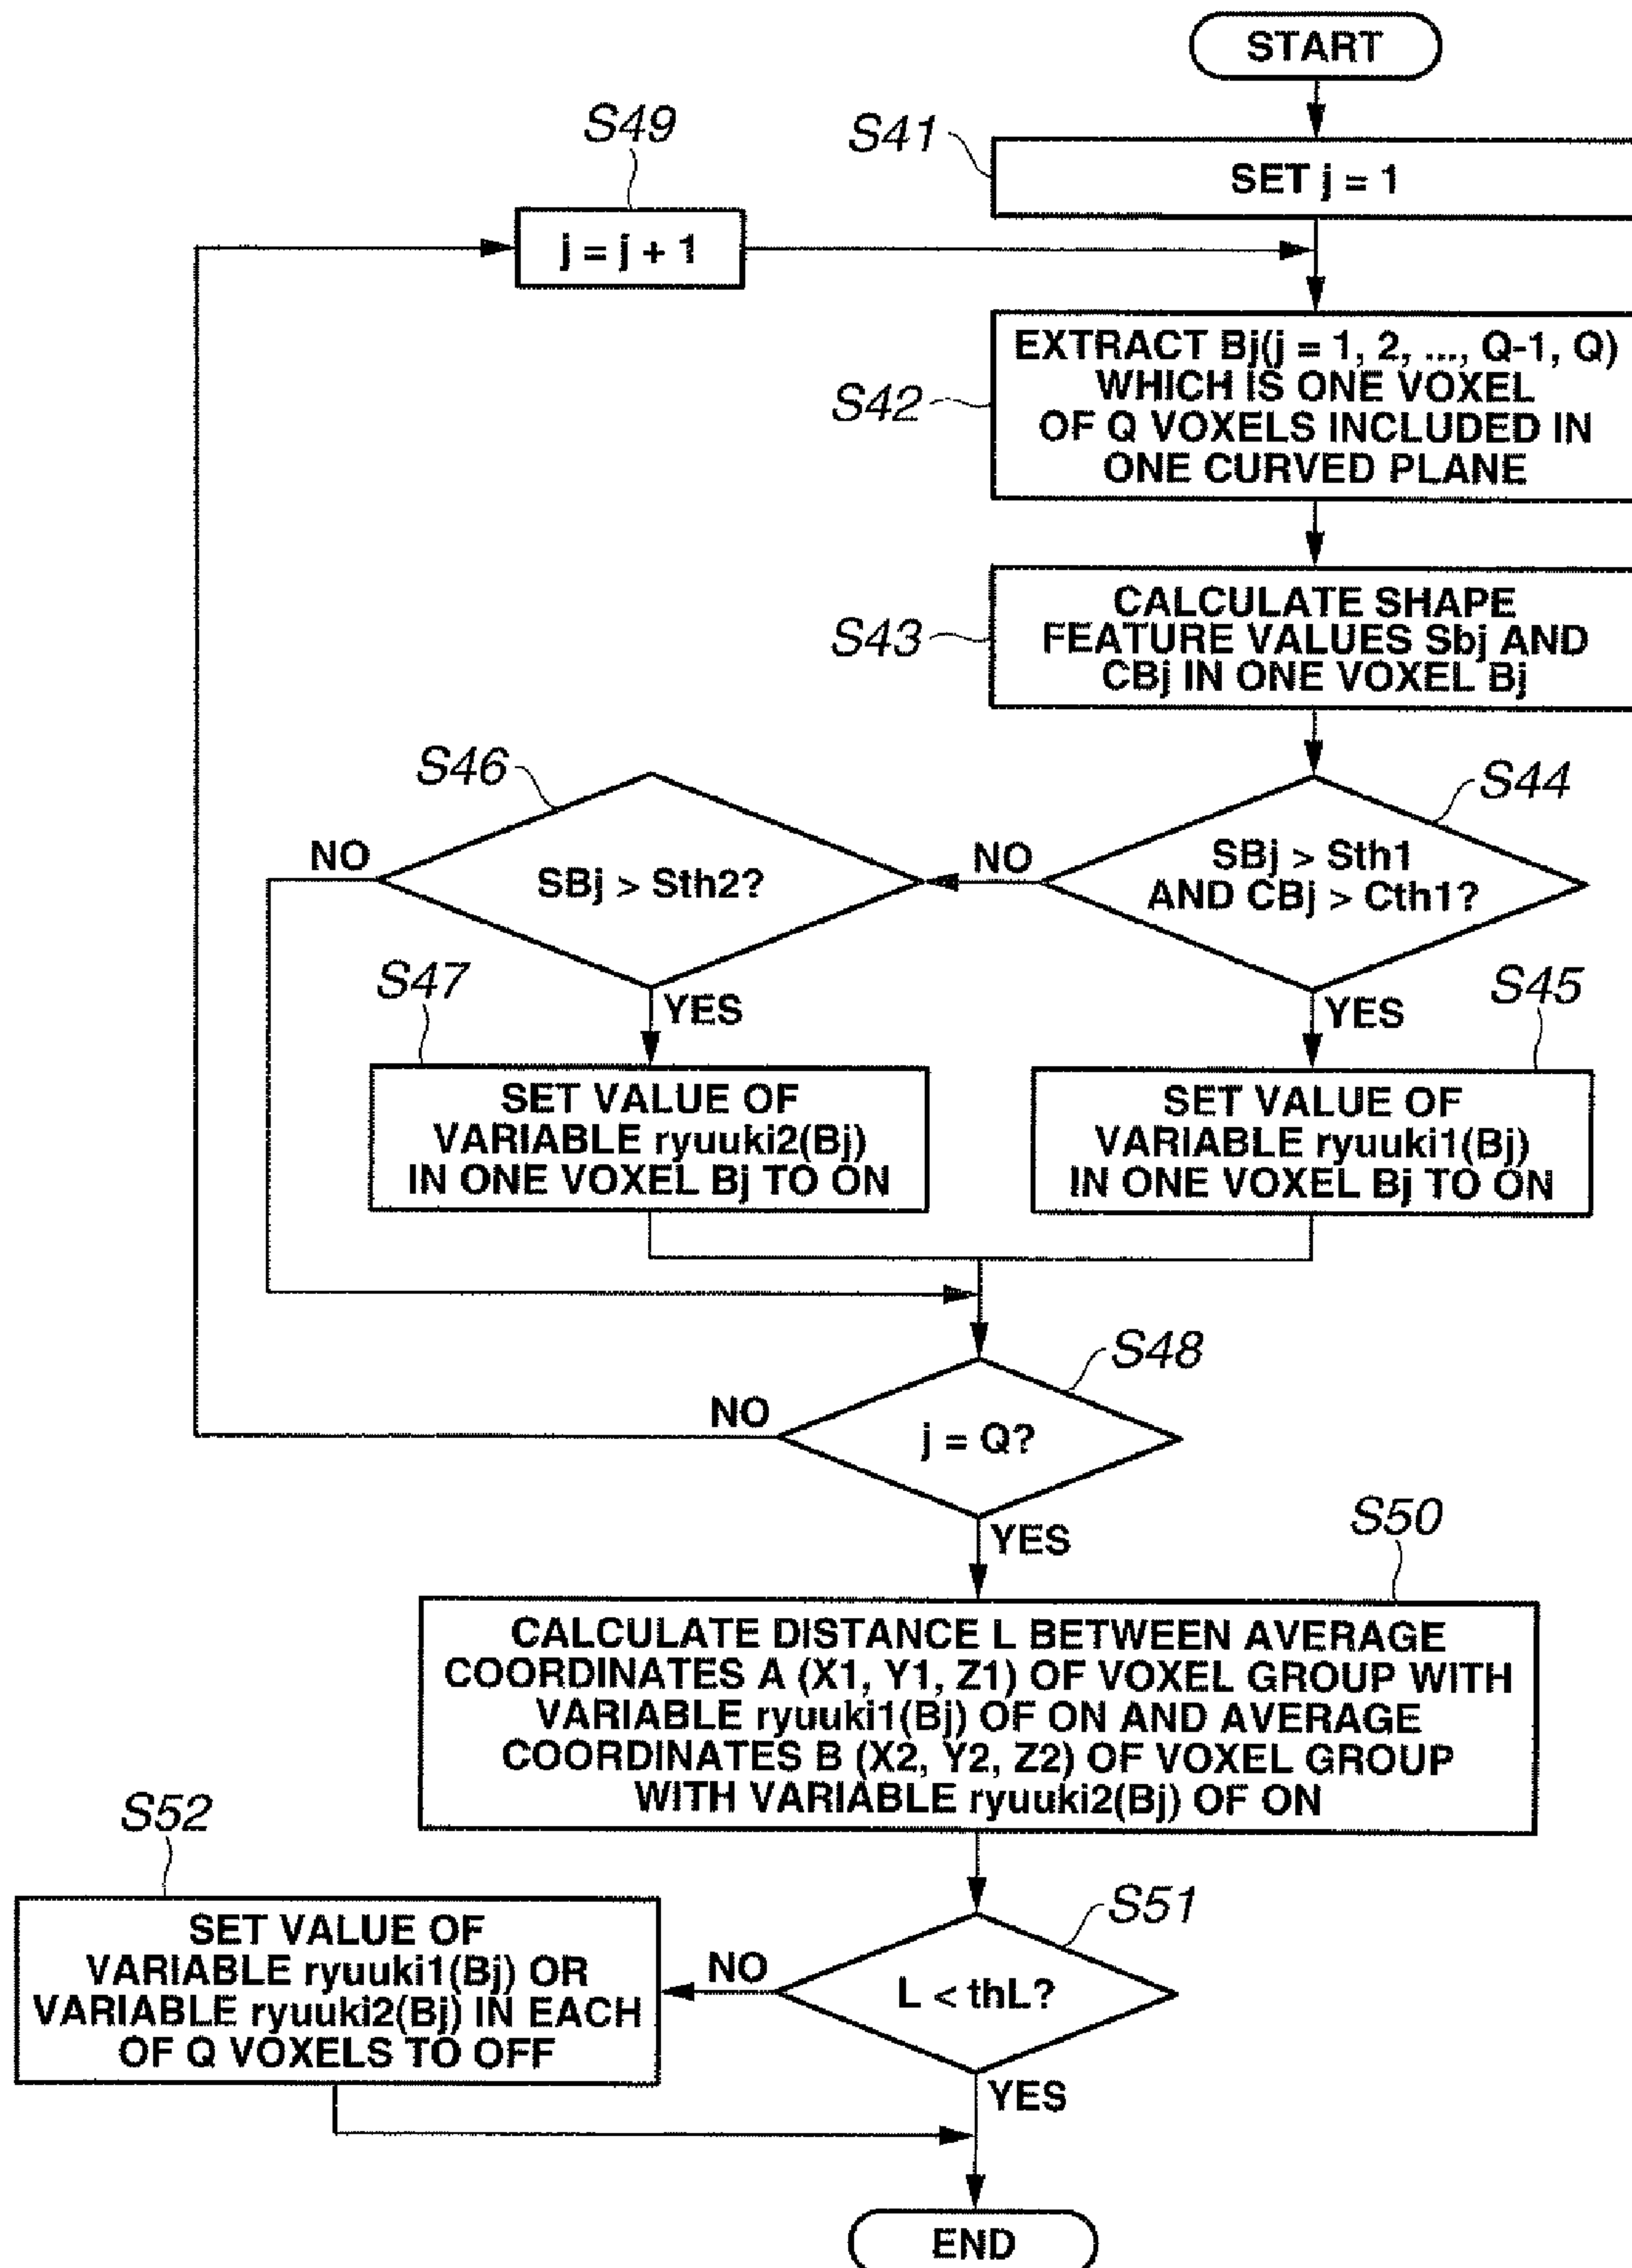 START
S41
SET j = 1
S49
j = j + 1
S42
EXTRACT Bj(j = 1, 2, ..., Q-1, Q)
WHICH IS ONE VOXEL
OF Q VOXELS INCLUDED IN
ONE CURVED PLANE
S43
CALCULATE SHAPE
FEATURE VALUES Sbj AND
CBj IN ONE VOXEL Bj
S44
SBj > Sth1
AND CBj > Cth1?
NO
YES
S46
SBj > Sth2?
NO
YES
S45
SET VALUE OF
VARIABLE ryuuki1(Bj)
IN ONE VOXEL Bj TO ON
S47
SET VALUE OF
VARIABLE ryuuki2(Bj)
IN ONE VOXEL Bj TO ON
S48
j = Q?
NO
YES
S50
CALCULATE DISTANCE L BETWEEN AVERAGE
COORDINATES A (X1, Y1, Z1) OF VOXEL GROUP WITH
VARIABLE ryuuki1(Bj) OF ON AND AVERAGE
COORDINATES B (X2, Y2, Z2) OF VOXEL GROUP
WITH VARIABLE ryuuki2(Bj) OF ON
S51
L < thL?
NO
YES
S52
SET VALUE OF
VARIABLE ryuuki1(Bj) OR
VARIABLE ryuuki2(Bj) IN EACH
OF Q VOXELS TO OFF
END